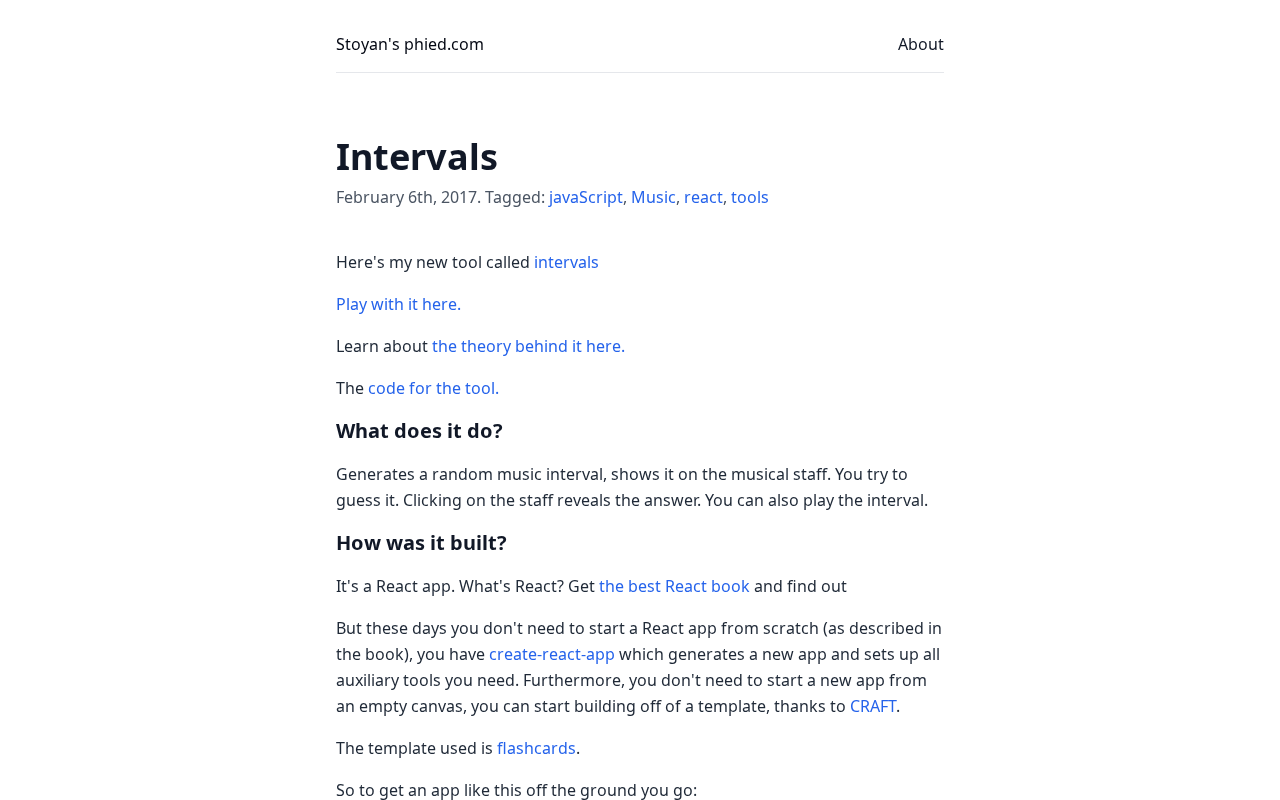 Stoyan's phied.com
About
Intervals
February 6th, 2017. Tagged: javaScript, Music, react, tools
Here's my new tool called intervals
Play with it here.
Learn about the theory behind it here.
The code for the tool.
What does it do?
Generates a random music interval, shows it on the musical staff. You try to
guess it. Clicking on the staff reveals the answer. You can also play the interval.
How was it built?
It's a React app. What's React? Get the best React book and find out
But these days you don't need to start a React app from scratch (as described in
the book), you have create-react-app which generates a new app and sets up all
auxiliary tools you need. Furthermore, you don't need to start a new app from
an empty canvas, you can start building off of a template, thanks to CRAFT.
The template used is flashcards.
So to get an app like this off the ground you go: